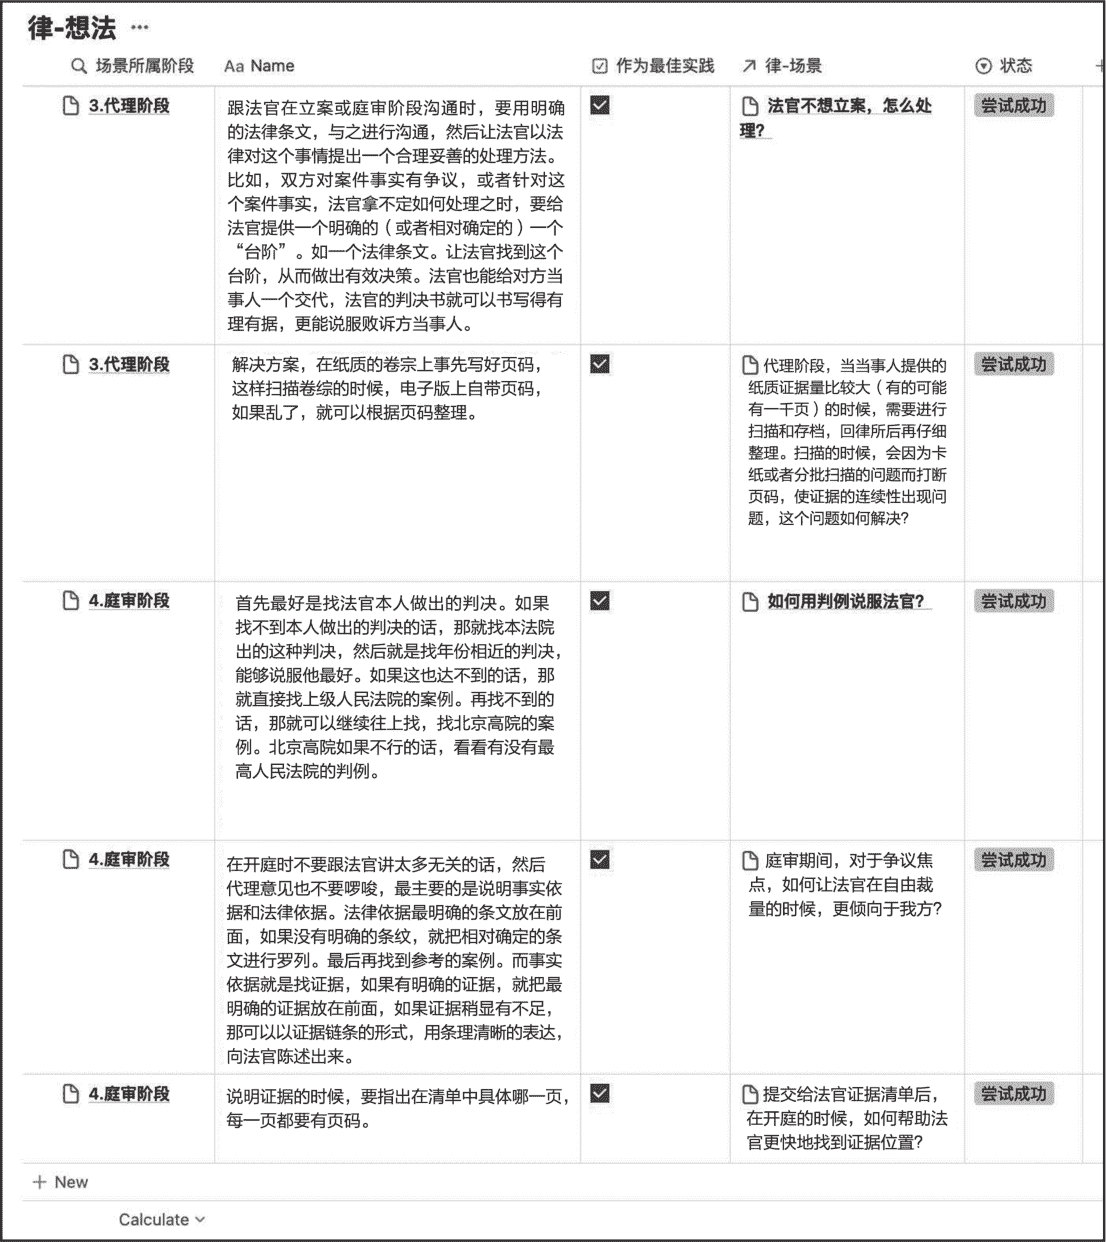 律-想法 ...
场景所属阶段
Aa Name
作为最佳实践
律-场景
状态
3.代理阶段
跟法官在立案或庭审阶段沟通时，要用明确
的法律条文，与之进行沟通，然后让法官以法
律对这个事情提出一个合理妥善的处理方法。
比如，双方对案件事实有争议，或者针对这
个案件事实，法官拿不定如何处理之时，要给
法官提供一个明确的（或者相对确定的）一个
“台阶”。如一个法律条文。让法官找到这个
台阶，从而做出有效决策。法官也能给对方当
事人一个交代，法官的判决书就可以书写得有
理有据，更能说服败诉方当事人。
法官不想立案，怎么处
理？
尝试成功
3.代理阶段
解决方案，在纸质的卷宗上事先写好页码，
这样扫描卷综的时候，电子版上自带页码，
如果乱了，就可以根据页码整理。
代理阶段，当当事人提供的
纸质证据量比较大（有的可能
有一千页）的时候，需要进行
扫描和存档，回律所后再仔细
整理。扫描的时候，会因为卡
纸或者分批扫描的问题而打断
页码，使证据的连续性出现问
题，这个问题如何解决？
尝试成功
4.庭审阶段
首先最好是找法官本人做出的判决。如果
找不到本人做出的判决的话，那就找本法院
出的这种判决，然后就是找年份相近的判决，
能够说服他最好。如果这也达不到的话，那
就直接找上级人民法院的案例。再找不到的
话，那就可以继续往上找，找北京高院的案
例。北京高院如果不行的话，看看有没有最
高人民法院的判例。
如何用判例说服法官？
尝试成功
4.庭审阶段
在开庭时不要跟法官讲太多无关的话，然后
代理意见也不要啰唆，最主要的是说明事实依
据和法律依据。法律依据最明确的条文放在前
面，如果没有明确的条纹，就把相对确定的条
文进行罗列。最后再找到参考的案例。而事实
依据就是找证据，如果有明确的证据，就把最
明确的证据放在前面，如果证据稍显有不足，
那可以以证据链条的形式，用条理清晰的表达，
向法官陈述出来。
庭审期间，对于争议焦
点，如何让法官在自由裁
量的时候，更倾向于我方？
尝试成功
4.庭审阶段
说明证据的时候，要指出在清单中具体哪一页，
每一页都要有页码。
提交给法官证据清单后，
在开庭的时候，如何帮助法
官更快地找到证据位置？
尝试成功
+ New
Calculate